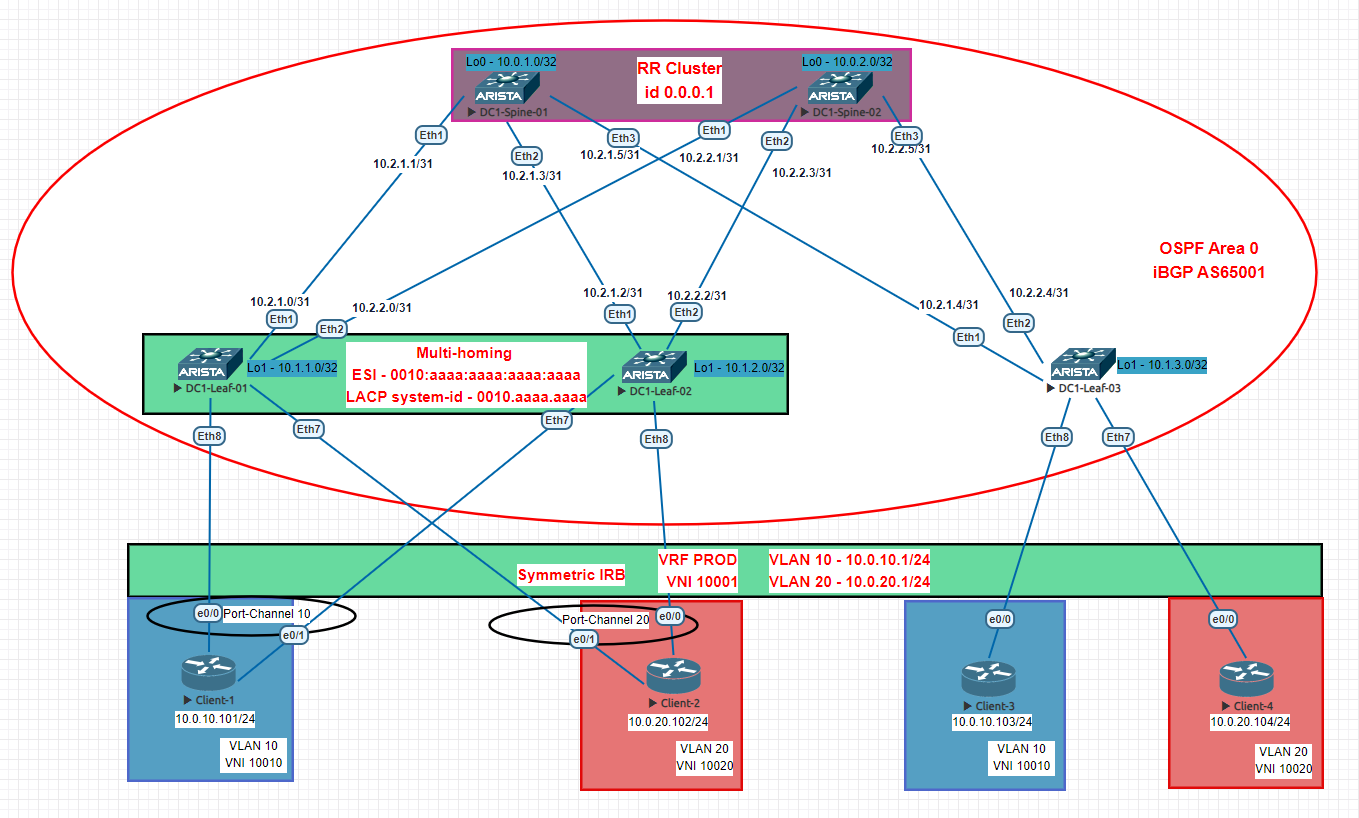 Lo0 - 10.0.1.0/32
RR Cluster
id 0.0.0.1
Lo0 - 10.0.2.0/32
ARISTA
DC1-Spine-01
ARISTA
DC1-Spine-02
Eth1
Eth2
Eth3
Eth1
Eth2
Eth3
10.2.1.1/31
10.2.1.3/31
10.2.1.5/31
10.2.2.1/31
10.2.2.3/31
10.2.2.5/31
OSPF Area 0
iBGP AS65001
10.2.1.0/31
10.2.2.0/31
10.2.1.2/31
10.2.2.2/31
10.2.1.4/31
10.2.2.4/31
Eth1
Eth2
Eth1
Eth2
Eth1
Eth2
ARISTA
DC1-Leaf-01
Lo1 - 10.1.1.0/32
Multi-homing
ESI - 0010:aaaa:aaaa:aaaa:aaaa
LACP system-id - 0010.aaaa.aaaa
ARISTA
DC1-Leaf-02
Lo1 - 10.1.2.0/32
ARISTA
DC1-Leaf-03
Lo1 - 10.1.3.0/32
Eth8
Eth7
Eth7
Eth8
Eth8
Eth7
Symmetric IRB
VRF PROD
VNI 10001
VLAN 10 - 10.0.10.1/24
VLAN 20 - 10.0.20.1/24
e0/0
Port-Channel 10
e0/1
Port-Channel 20
e0/0
e0/1
e0/0
e0/0
Client-1
10.0.10.101/24
VLAN 10
VNI 10010
Client-2
10.0.20.102/24
VLAN 20
VNI 10020
Client-3
10.0.10.103/24
VLAN 10
VNI 10010
Client-4
10.0.20.104/24
VLAN 20
VNI 10020